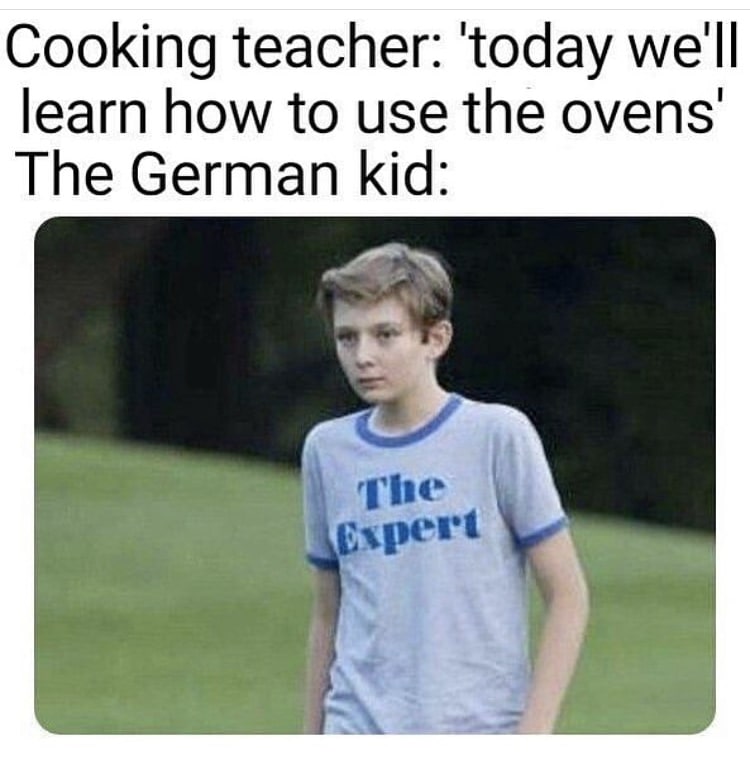 Cooking teacher: 'today we'll
learn how to use the ovens'
The German kid:
The
Expert